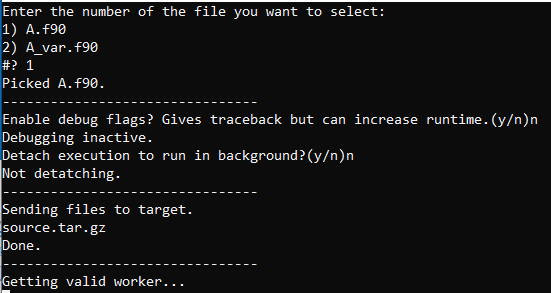 Enter the number of the file you want to select:
1) A.f90
2) A_var.f90
#? 1
Picked A.f90.
--------------------------------
Enable debug flags? Gives traceback but can increase runtime.(y/n)n
Debugging inactive.
Detach execution to run in background?(y/n)n
Not detatching.
--------------------------------
Sending files to target.
source.tar.gz
Done.
--------------------------------
Getting valid worker...